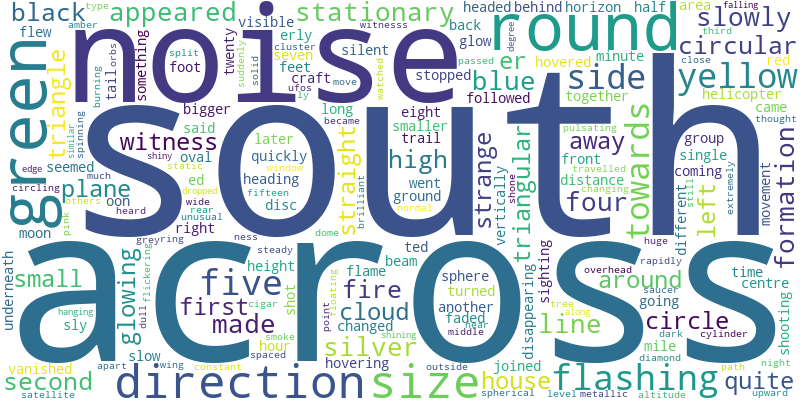 black
type
amber
flew
appeared
erly
stationary
visible
back
headed behind horizon half
area
falling
third
slowly
noise
round
tall
orbs
burning
something
split
foot
twenty
suddenly
cluster
solid
seven
feet
craft
ufos
ly
silent
move
witnesss
watched
glow
stopped
passed
degree
hovered
minute
er
side
close
circular
red
yellow
helicopter
came
thought
green
triangle
spinning
similar
south
bigger
blue
followed
together
edge
seemed
shiny
said
witness
later
long
became
eight
smaller
trail
high
strange
pulsating
away
front
towards
group
single
coming
formation
window
quickly
static
oval
straight
circling
much
plane
others
ed
dropped
heading
fifteen
disc
went
ground
normal
brilliant
vertically
shone
triangular
travelled
distance
changing
four
left
different
still
extremely
movement
moon
pink
oon
heard
wide
rear
unusual
right
ness
dome
greyring
steady
ted
beam
underneath
across
small
glowing
dull
flickering
five
height
flame
sphere
turned
another
sighting
disappearing
overhead
huge
rapidly
around
saucer
going
time
centre
shooting
hanging
sly
first
cigar
shot
fire
cloud
point
floating
changed
faded
middle
near
line
tree
along
circle
dark
cylinder
made
smoke
silver
shining
slow
hour
spaced
hovering
joined
mile
diamond
night
vanished
second
satellite
apart
wing
direction
constant
size
outside
spherical
house
level
metallic
flashing
altitude
path
quite
upward